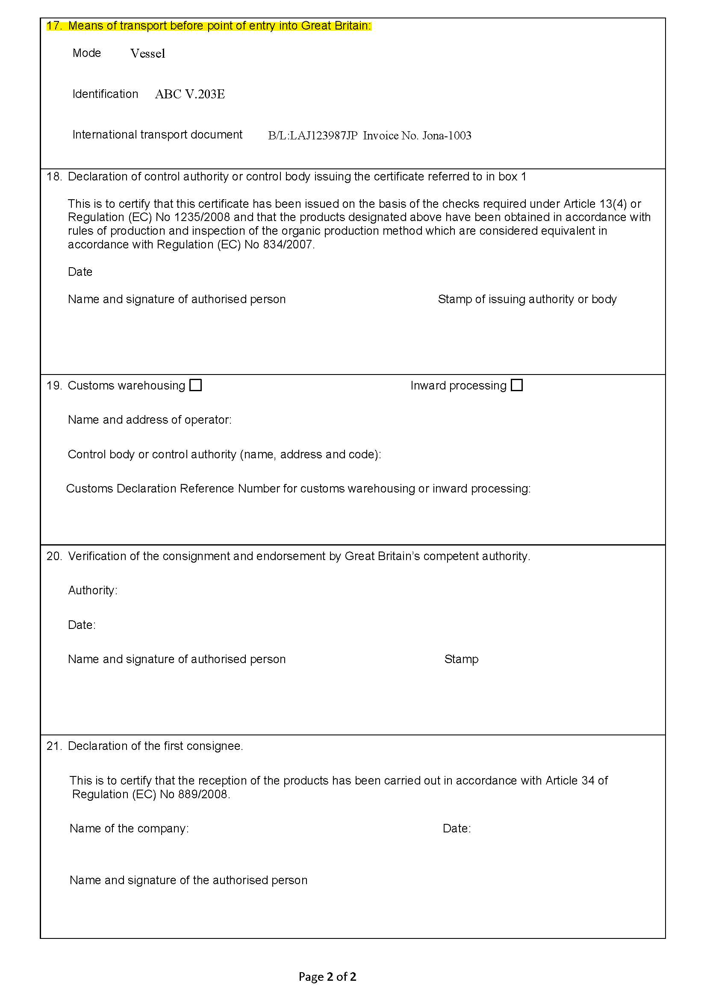 17. Means of transport before point of entry into Great Britain:
Mode Vessel
Identification ABC V.203E
International transport document B/L:LAJ123987JP Invoice No. Jona-1003
18. Declaration of control authority or control body issuing the certificate referred to in box 1
This is to certify that this certificate has been issued on the basis of the checks required under Article 13(4) or
Regulation (EC) No 1235/2008 and that the products designated above have been obtained in accordance with
rules of production and inspection of the organic production method which are considered equivalent in
accordance with Regulation (EC) No 834/2007.
Date
Name and signature of authorised person Stamp of issuing authority or body
19. Customs warehousing Inward processing
Name and address of operator:
Control body or control authority (name, address and code):
Customs Declaration Reference Number for customs warehousing or inward processing:
20. Verification of the consignment and endorsement by Great Britain’s competent authority.
Authority:
Date:
Name and signature of authorised person Stamp
21. Declaration of the first consignee.
This is to certify that the reception of the products has been carried out in accordance with Article 34 of
Regulation (EC) No 889/2008.
Name of the company: Date:
Name and signature of the authorised person
Page 2 of 2